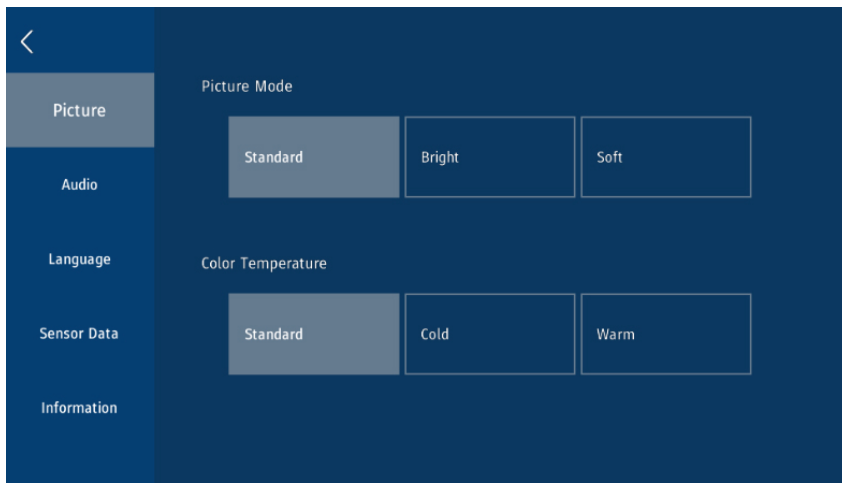 Picture
Audio
Language
Sensor Data
Information
Picture Mode
Standard Bright Soft
Color Temperature
Standard Cold Warm